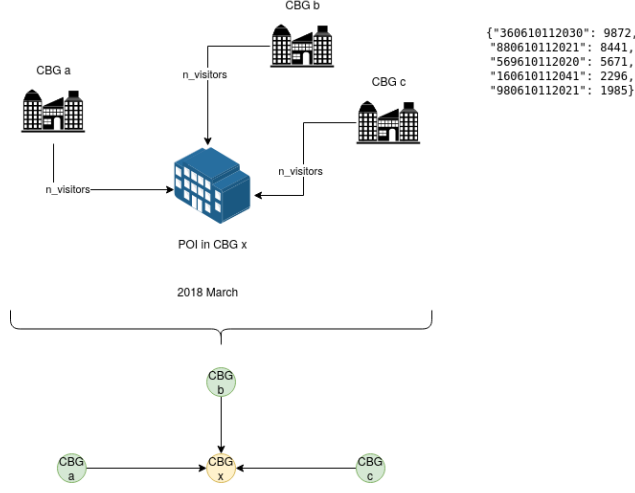 CBG b
{"360610112030": 9872,
"880610112021": 8441,
"569610112020": 5671,
"160610112041": 2296,
"980610112021": 1985}
CBG a
n_visitors
CBG c
n_visitors
n_visitors
POI in CBG x
2018 March
CBG
b
CBG
a
CBG
x
CBG
c